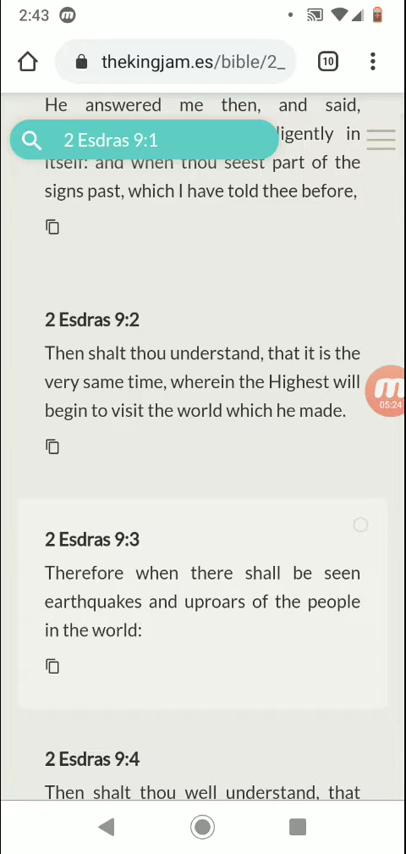 2:43
thekingjam.es/bible/2_
10
He answered me then, and said,
2 Esdras 9:1
ligently in
itself: and when thou seest part of the
signs past, which I have told thee before,
2 Esdras 9:2
Then shalt thou understand, that it is the
very same time, wherein the Highest will
begin to visit the world which he made.
05:24
2 Esdras 9:3
Therefore when there shall be seen
earthquakes and uproars of the people
in the world:
2 Esdras 9:4
Then shalt thou well understand, that